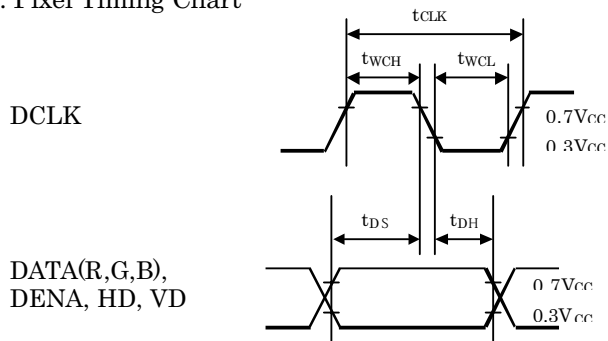 . Pixel Timing Chart
tCLK
tWCH tWCL
DCLK
0.7VCC
0.3VCC
tDS tDH
DATA(R,G,B),
DENA, HD, VD
0.7VCC
0.3VCC